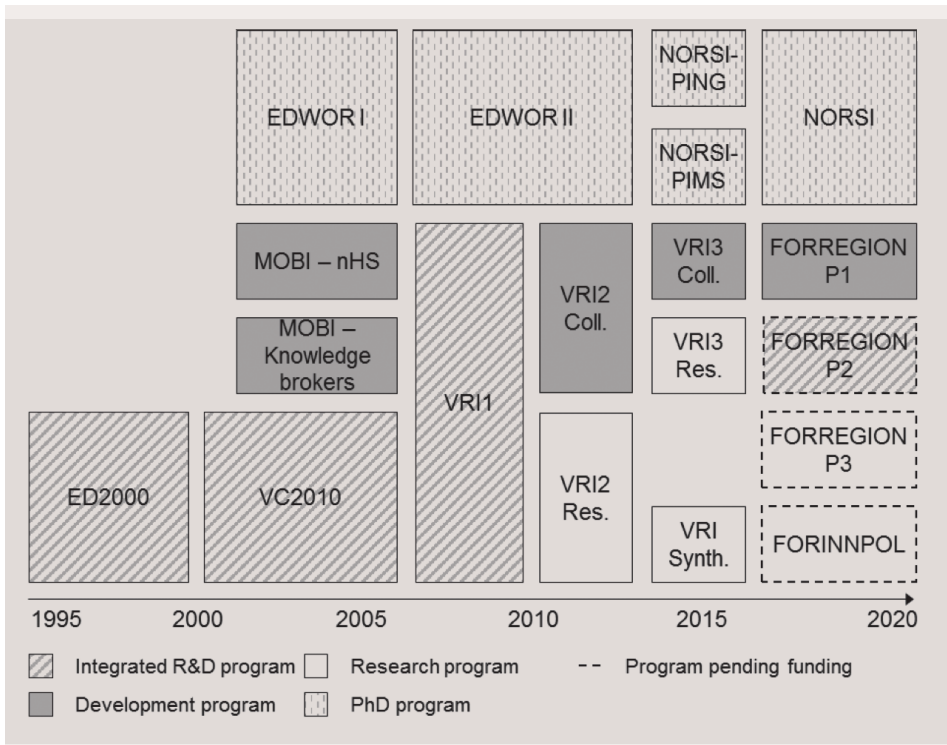 EDWOR I
EDWOR II
NORSI-
PING
NORSI-
PIMS
NORSI
MOBI – nHS
MOBI –
Knowledge
brokers
VRI1
VRI2
Coll.
VRI3
Coll.
FORREGION
P1
VRI3
Res.
FORREGION
P2
ED2000
VC2010
VRI2
Res.
FORREGION
P3
VRI
Synth.
FORINNPOL
1995 2000 2005 2010 2015 2020
Integrated R&D program Research program Program pending funding
Development program PhD program